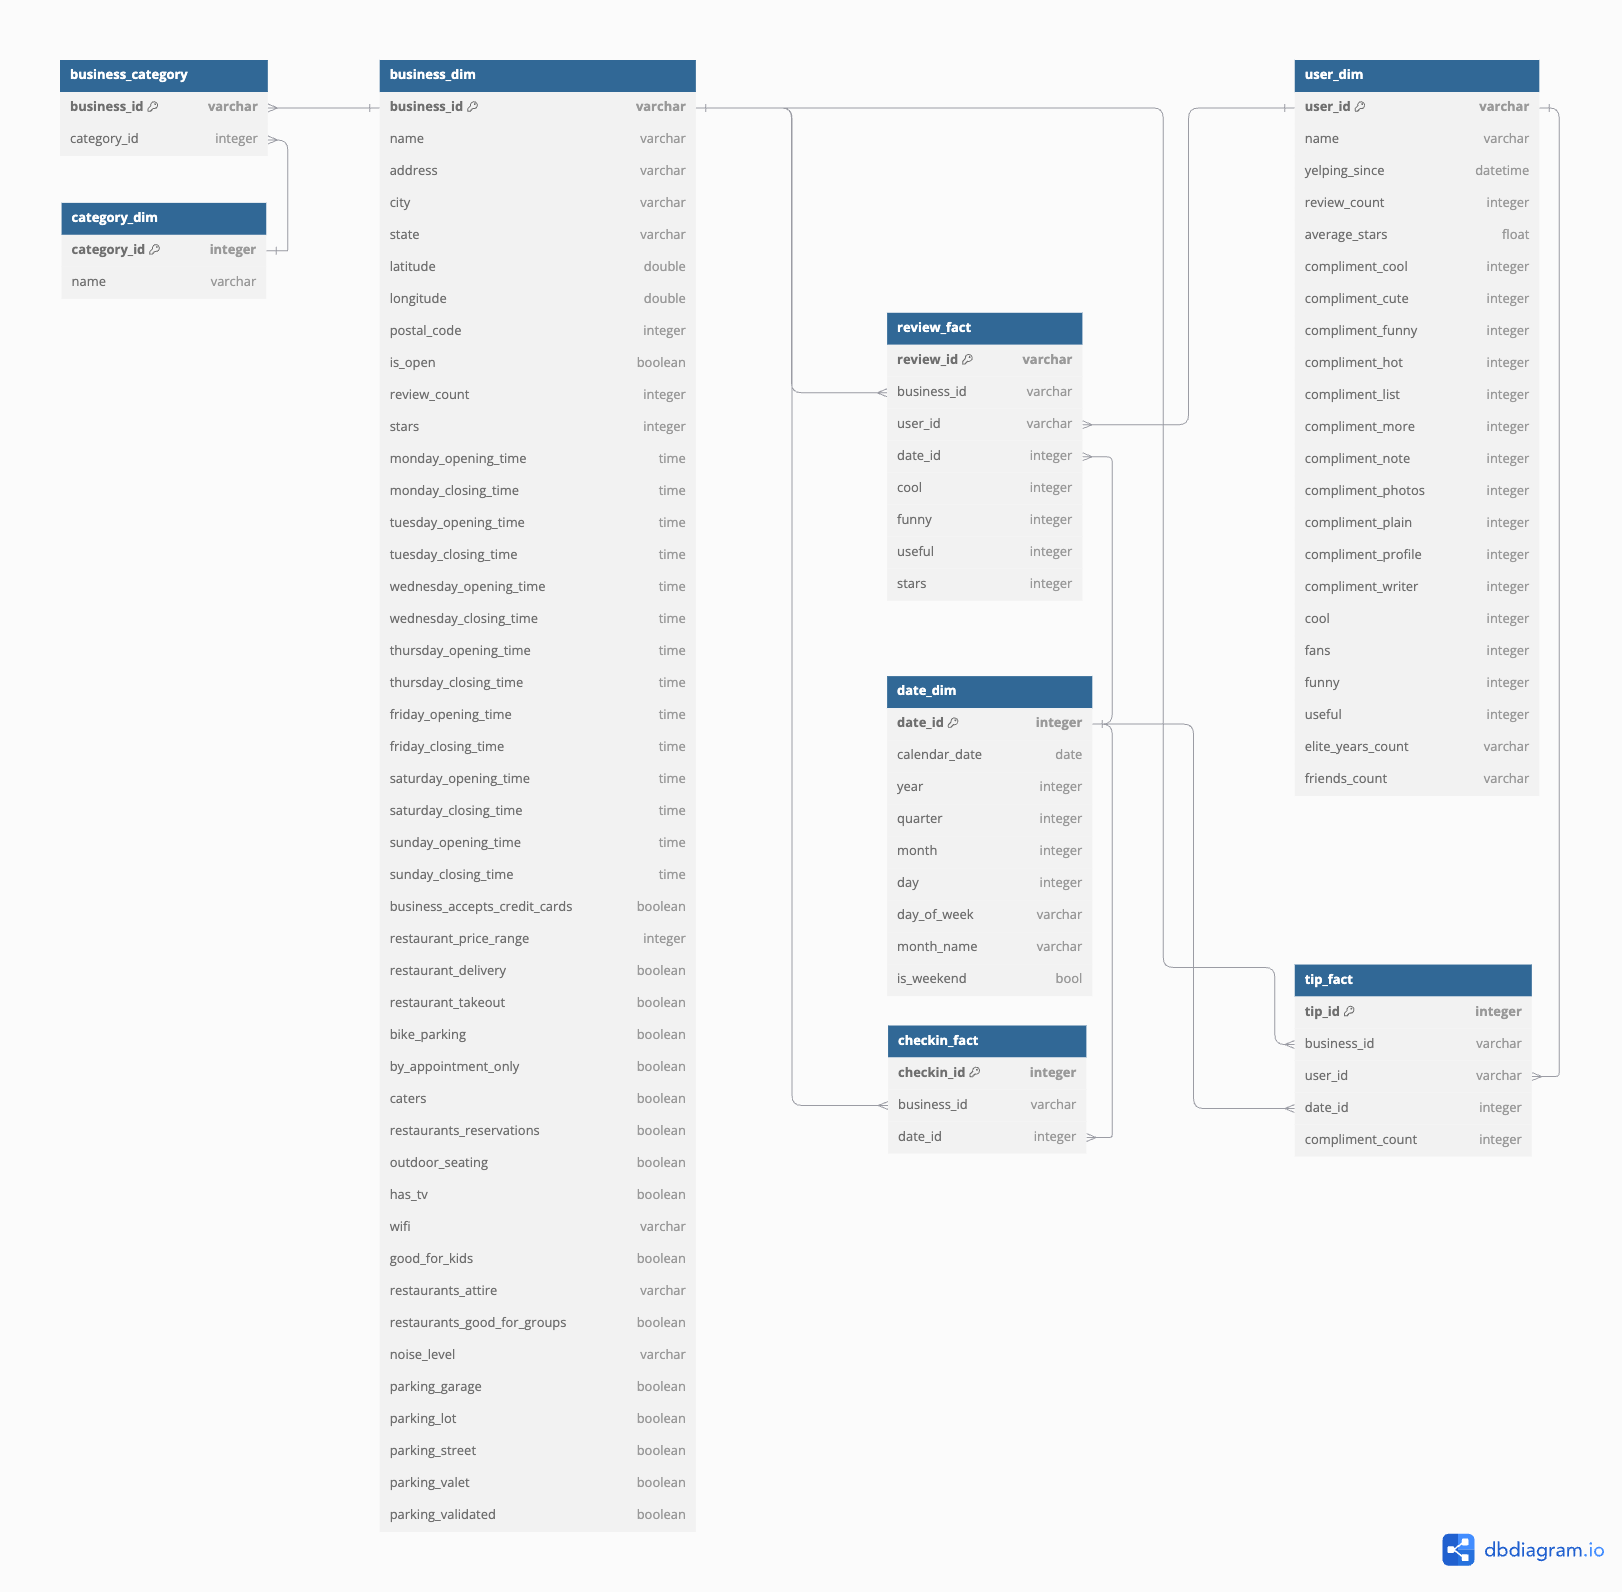 business_category
business_id varchar
category_id integer
category_dim
category_id integer
name varchar
business_dim
business_id varchar
name varchar
address varchar
city varchar
state varchar
latitude double
longitude double
postal_code integer
is_open boolean
review_count integer
stars integer
monday_opening_time time
monday_closing_time time
tuesday_opening_time time
tuesday_closing_time time
wednesday_opening_time time
wednesday_closing_time time
thursday_opening_time time
thursday_closing_time time
friday_opening_time time
friday_closing_time time
saturday_opening_time time
saturday_closing_time time
sunday_opening_time time
sunday_closing_time time
business_accepts_credit_cards boolean
restaurant_price_range integer
restaurant_delivery boolean
restaurant_takeout boolean
bike_parking boolean
by_appointment_only boolean
caters boolean
restaurants_reservations boolean
outdoor_seating boolean
has_tv boolean
wifi varchar
good_for_kids boolean
restaurants_attire varchar
restaurants_good_for_groups boolean
noise_level varchar
parking_garage boolean
parking_lot boolean
parking_street boolean
parking_valet boolean
parking_validated boolean
review_fact
review_id varchar
business_id varchar
user_id varchar
date_id integer
cool integer
funny integer
useful integer
stars integer
date_dim
date_id integer
calendar_date date
year integer
quarter integer
month integer
day integer
day_of_week varchar
month_name varchar
is_weekend bool
checkin_fact
checkin_id integer
business_id varchar
date_id integer
user_dim
user_id varchar
name varchar
yelping_since datetime
review_count integer
average_stars float
compliment_cool integer
compliment_cute integer
compliment_funny integer
compliment_hot integer
compliment_list integer
compliment_more integer
compliment_note integer
compliment_photos integer
compliment_plain integer
compliment_profile integer
compliment_writer integer
cool integer
fans integer
funny integer
useful integer
elite_years_count varchar
friends_count varchar
tip_fact
tip_id integer
business_id varchar
user_id varchar
date_id integer
compliment_count integer
dbdiagram.io